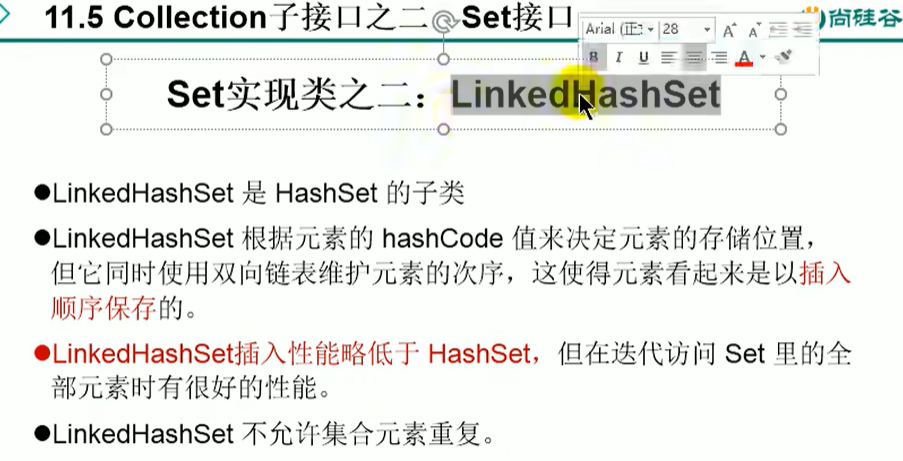 11.5 Collection子接口之二：Set接口
尚硅谷
Arial (正 28 A A
B I U A
Set实现类之二：LinkedHashSet
●LinkedHashSet 是 HashSet 的子类
●LinkedHashSet 根据元素的 hashCode 值来决定元素的存储位置，
但它同时使用双向链表维护元素的次序，这使得元素看起来是以插入
顺序保存的。
●LinkedHashSet插入性能略低于 HashSet，但在迭代访问 Set 里的全
部元素时有很好的性能。
●LinkedHashSet 不允许集合元素重复。